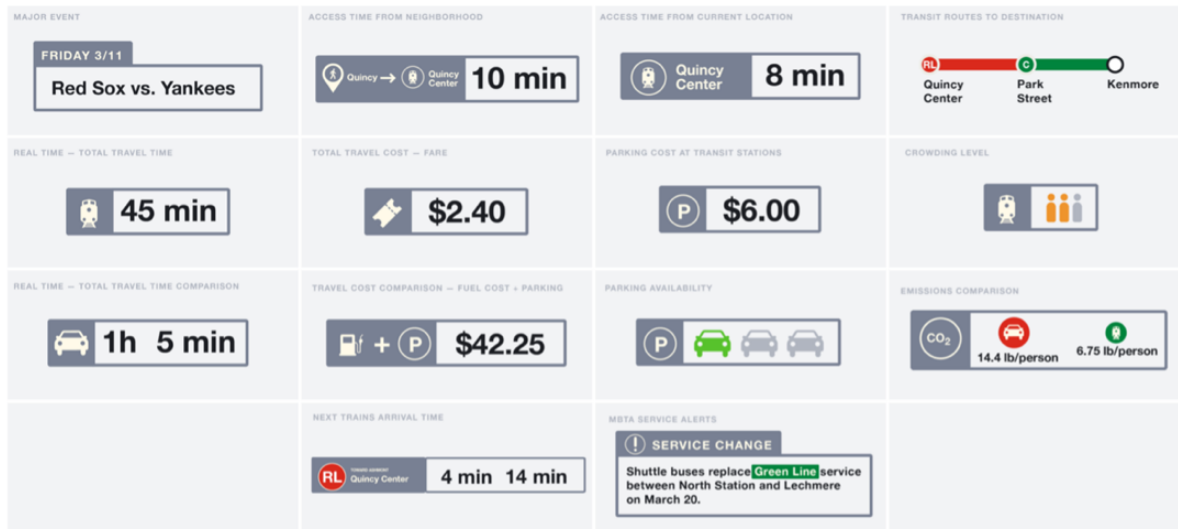 MAJOR EVENT
FRIDAY 3/11
Red Sox vs. Yankees
ACCESS TIME FROM NEIGHBORHOOD
Quincy
Quincy
Center
10 min
ACCESS TIME FROM CURRENT LOCATION
Quincy
Center
8 min
TRANSIT ROUTES TO DESTINATION
RL
C
Quincy
Center
Park
Street
Kenmore
REAL TIME – TOTAL TRAVEL TIME
45 min
TOTAL TRAVEL COST – FARE
$2.40
PARKING COST AT TRANSIT STATIONS
P
$6.00
CROWDING LEVEL
REAL TIME – TOTAL TRAVEL TIME COMPARISON
1h 5 min
TRAVEL COST COMPARISON – FUEL COST + PARKING
+ P
$42.25
PARKING AVAILABILITY
P
EMISSIONS COMPARISON
CO₂
14.4 lb/person
6.75 lb/person
NEXT TRAINS ARRIVAL TIME
RL
TOWARD ASHMONT
Quincy Center
4 min 14 min
MBTA SERVICE ALERTS
! SERVICE CHANGE
Shuttle buses replace Green Line service
between North Station and Lechmere
on March 20.